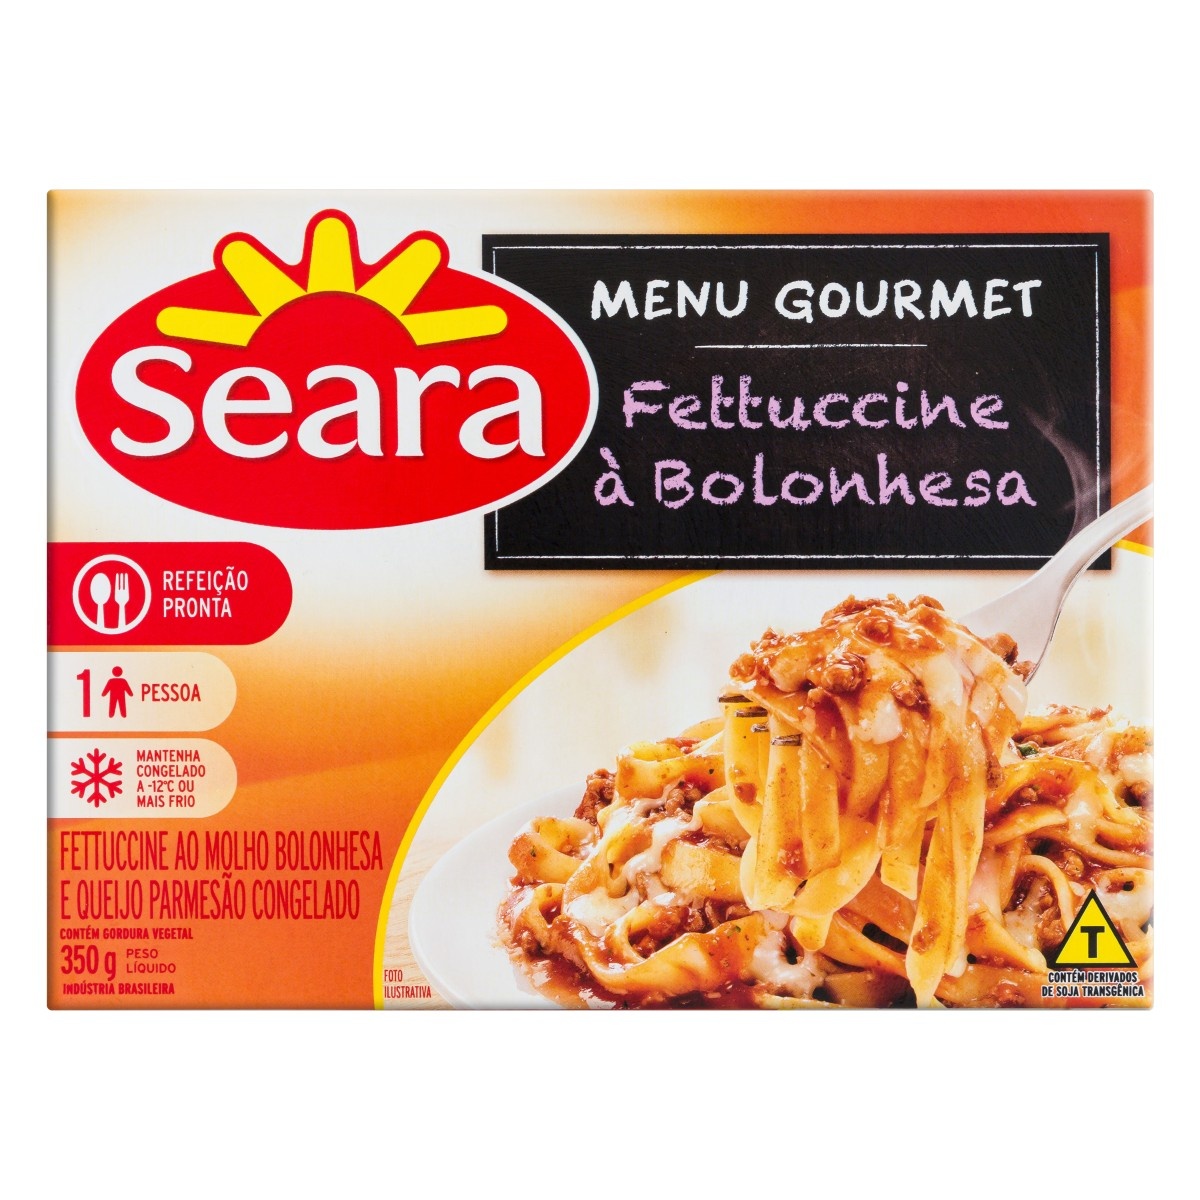 Seara
MENU GOURMET
Fettuccine
à Bolonhesa
REFEIÇÃO
PRONTA
1 PESSOA
MANTENHA
CONGELADO
A -12°C OU
MAIS FRIO
FETTUCCINE AO MOLHO BOLONHESA
E QUEIJO PARMESÃO CONGELADO
CONTÉM GORDURA VEGETAL
350 g PESO
LÍQUIDO
INDÚSTRIA BRASILEIRA
FOTO
ILUSTRATIVA
T
CONTÉM DERIVADOS
DE SOJA TRANSGÊNICA